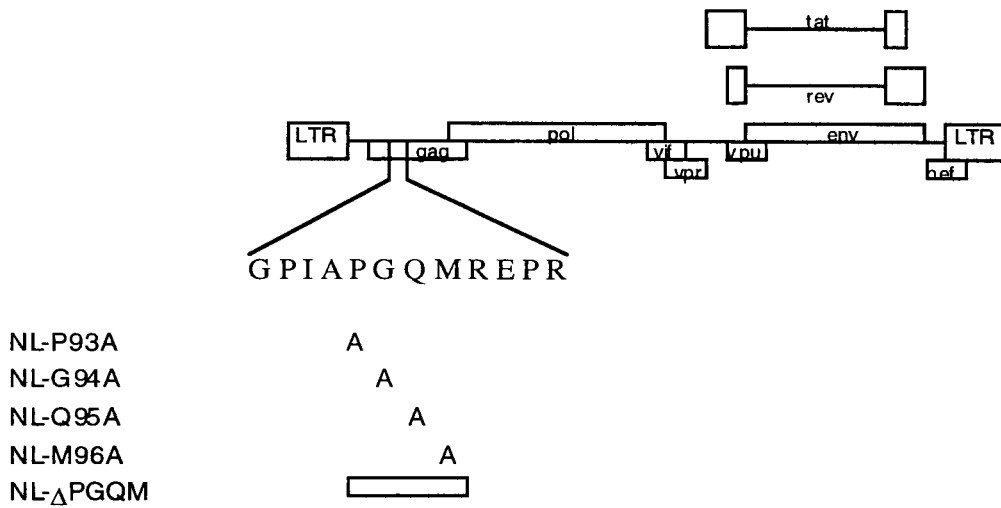 tat
rev
LTR pol env LTR
gag vif vpu nef
vpr
G P I A P G Q M R E P R
NL-P93A A
NL-G94A A
NL-Q95A A
NL-M96A A
NL-ΔPGQM